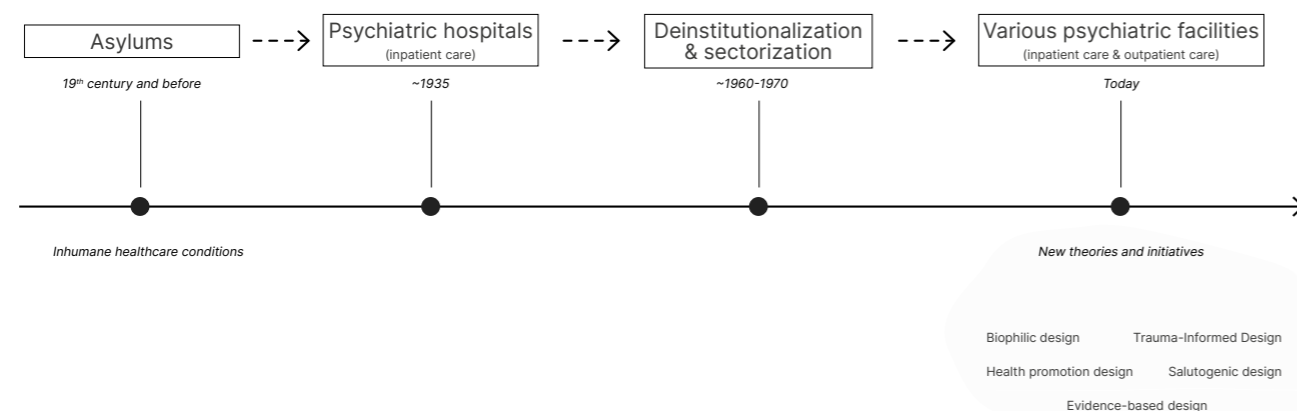 Asylums
19th century and before
Psychiatric hospitals
(inpatient care)
~1935
Deinstitutionalization
& sectorization
~1960-1970
Various psychiatric facilities
(inpatient care & outpatient care)
Today
Inhumane healthcare conditions
New theories and initiatives
Biophilic design
Trauma-Informed Design
Health promotion design
Salutogenic design
Evidence-based design